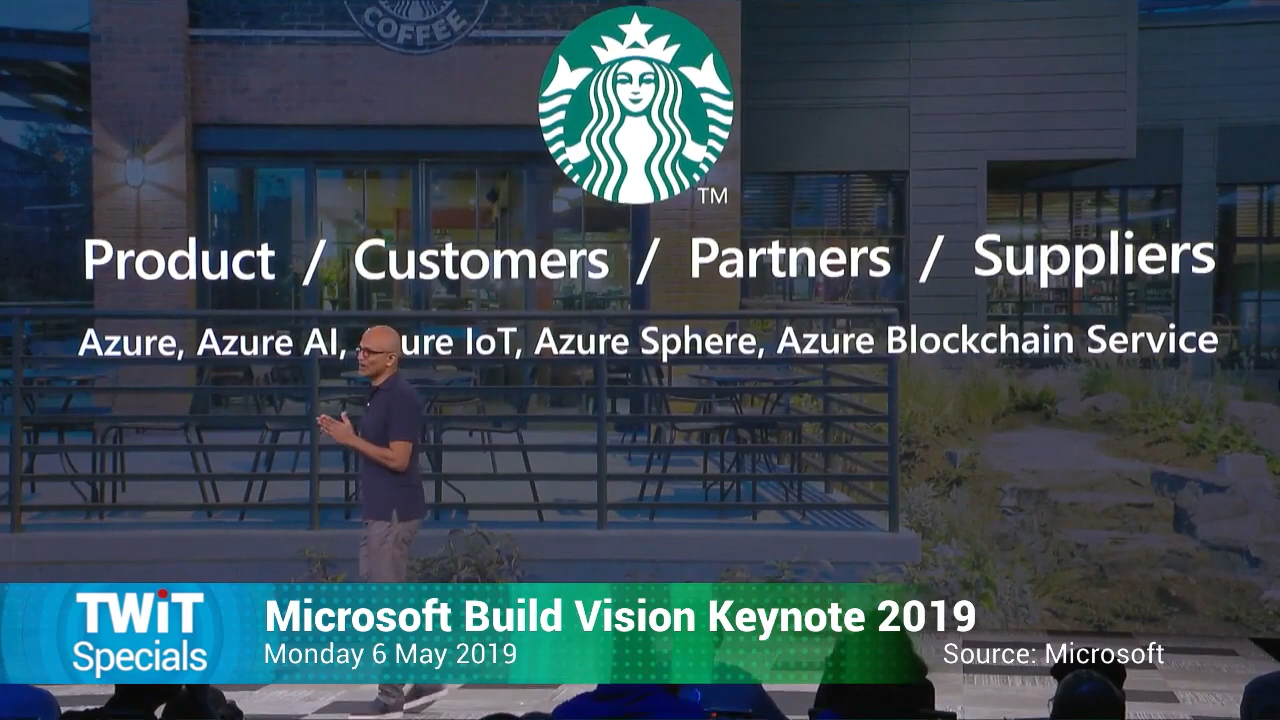 COFFEE
TM
Product / Customers / Partners / Suppliers
Azure, Azure AI, ure IoT, Azure Sphere, Azure Blockchain Service
TWiT
Specials
Microsoft Build Vision Keynote 2019
Monday 6 May 2019
Source: Microsoft